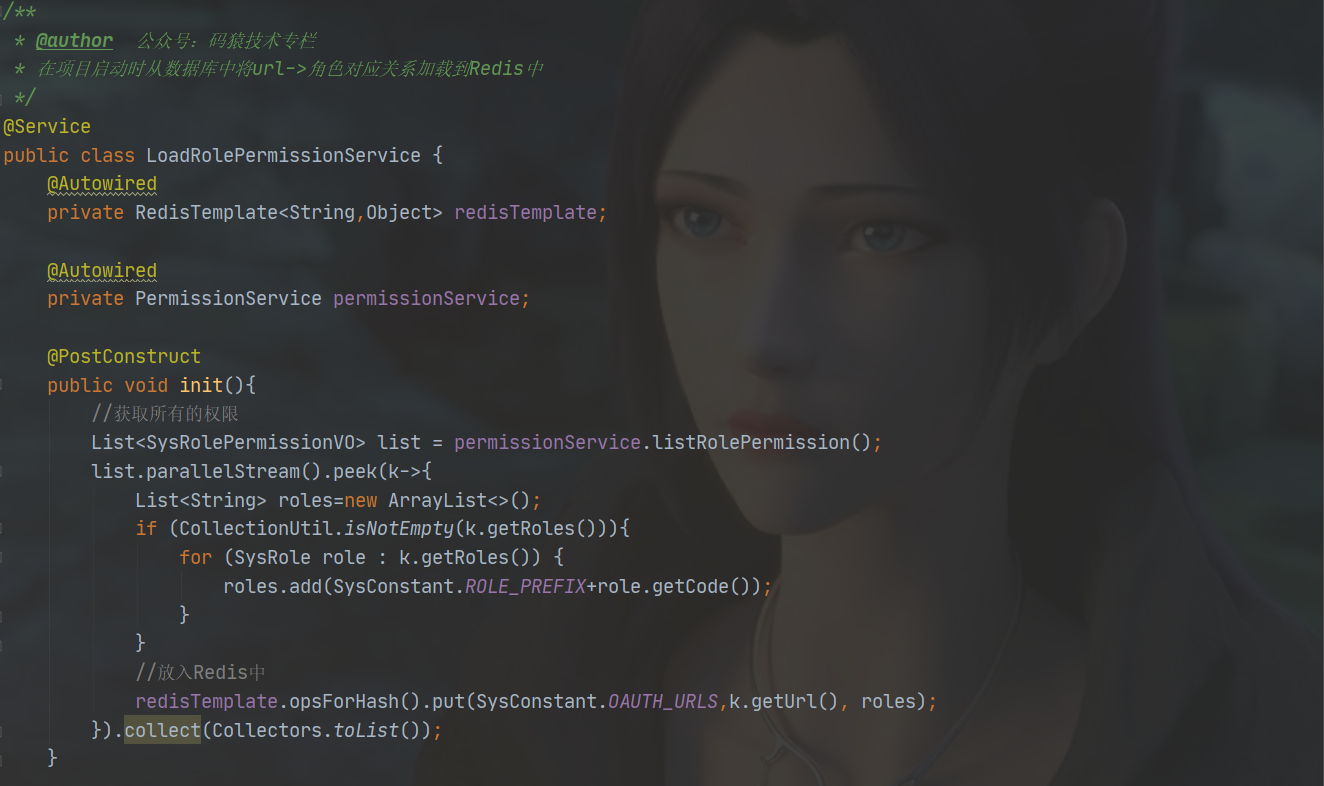 /**
 * @author  公众号：码猿技术专栏
 * 在项目启动时从数据库中将url->角色对应关系加载到Redis中
 */
@Service
public class LoadRolePermissionService {
    @Autowired
    private RedisTemplate<String,Object> redisTemplate;

    @Autowired
    private PermissionService permissionService;

    @PostConstruct
    public void init(){
        //获取所有的权限
        List<SysRolePermissionVO> list = permissionService.listRolePermission();
        list.parallelStream().peek(k->{
            List<String> roles=new ArrayList<>();
            if (CollectionUtil.isNotEmpty(k.getRoles())){
                for (SysRole role : k.getRoles()) {
                    roles.add(SysConstant.ROLE_PREFIX+role.getCode());
                }
            }
            //放入Redis中
            redisTemplate.opsForHash().put(SysConstant.OAUTH_URLS,k.getUrl(), roles);
        }).collect(Collectors.toList());
    }